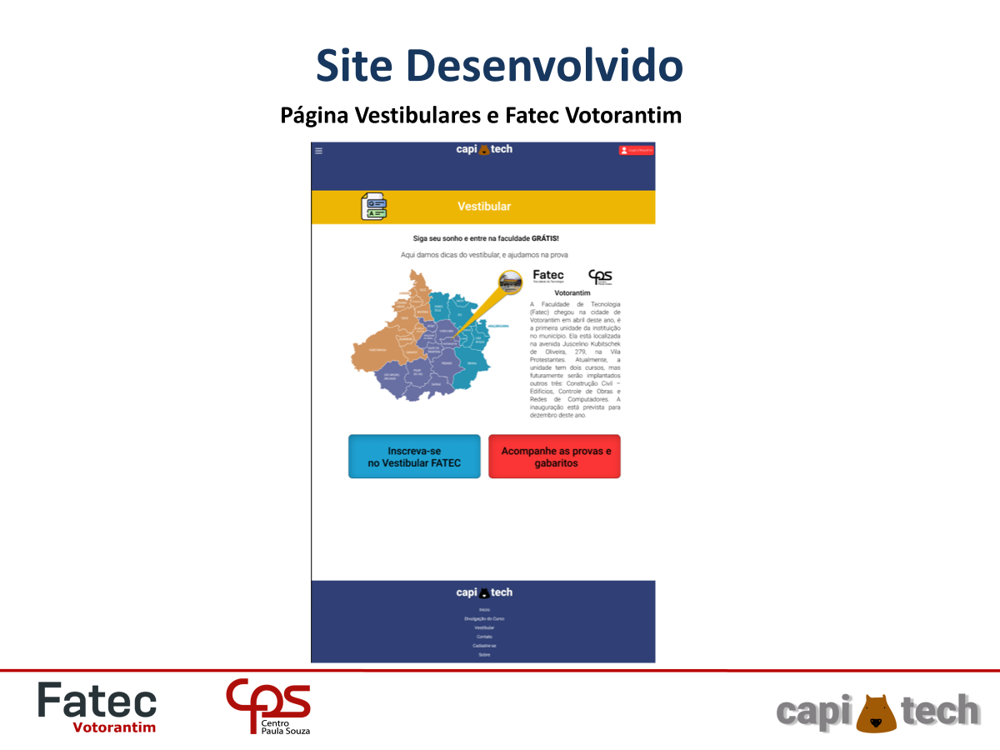 Site Desenvolvido
Página Vestibulares e Fatec Votorantim
capi tech
Vestibular
Q
A
Siga seu sonho e entre na faculdade GRÁTIS!
Aqui damos dicas do vestibular, e ajudamos na prova
Fatec
CPS
Votorantim
A Faculdade de Tecnologia
(Fatec) chegou na cidade de
Votorantim em abril deste ano, é
a primeira unidade da instituição
no município. Ela está localizada
na avenida Juscelino Kubitschek
de Oliveira, 279, na Vila
Protestantes. Atualmente, a
unidade tem dois cursos, mas
futuramente serão implantados
outros três: Construção Civil –
Edifícios, Controle de Obras e
Redes de Computadores. A
inauguração está prevista para
dezembro deste ano.
Inscreva-se
no Vestibular FATEC
Acompanhe as provas e
gabaritos
capi tech
Início
Divulgação do Curso
Vestibular
Contato
Cadastre-se
Sobre
Fatec
Votorantim
CPS
Centro
Paula Souza
capi tech